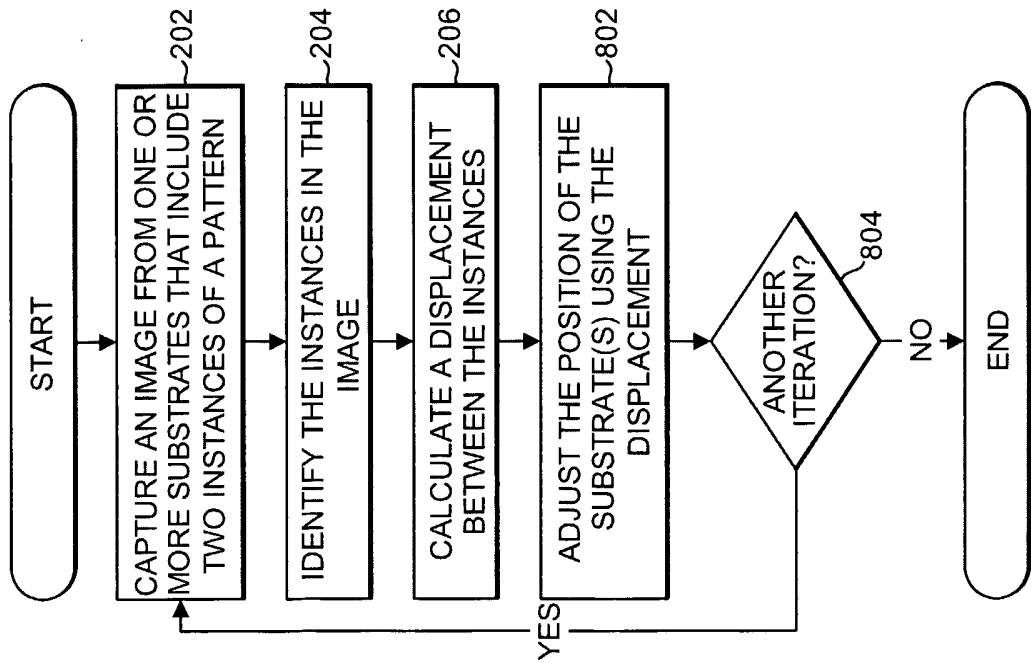 START
CAPTURE AN IMAGE FROM ONE OR
MORE SUBSTRATES THAT INCLUDE
TWO INSTANCES OF A PATTERN
202
IDENTIFY THE INSTANCES IN THE
IMAGE
204
CALCULATE A DISPLACEMENT
BETWEEN THE INSTANCES
206
ADJUST THE POSITION OF THE
SUBSTRATE(S) USING THE
DISPLACEMENT
802
ANOTHER
ITERATION?
804
YES
NO
END